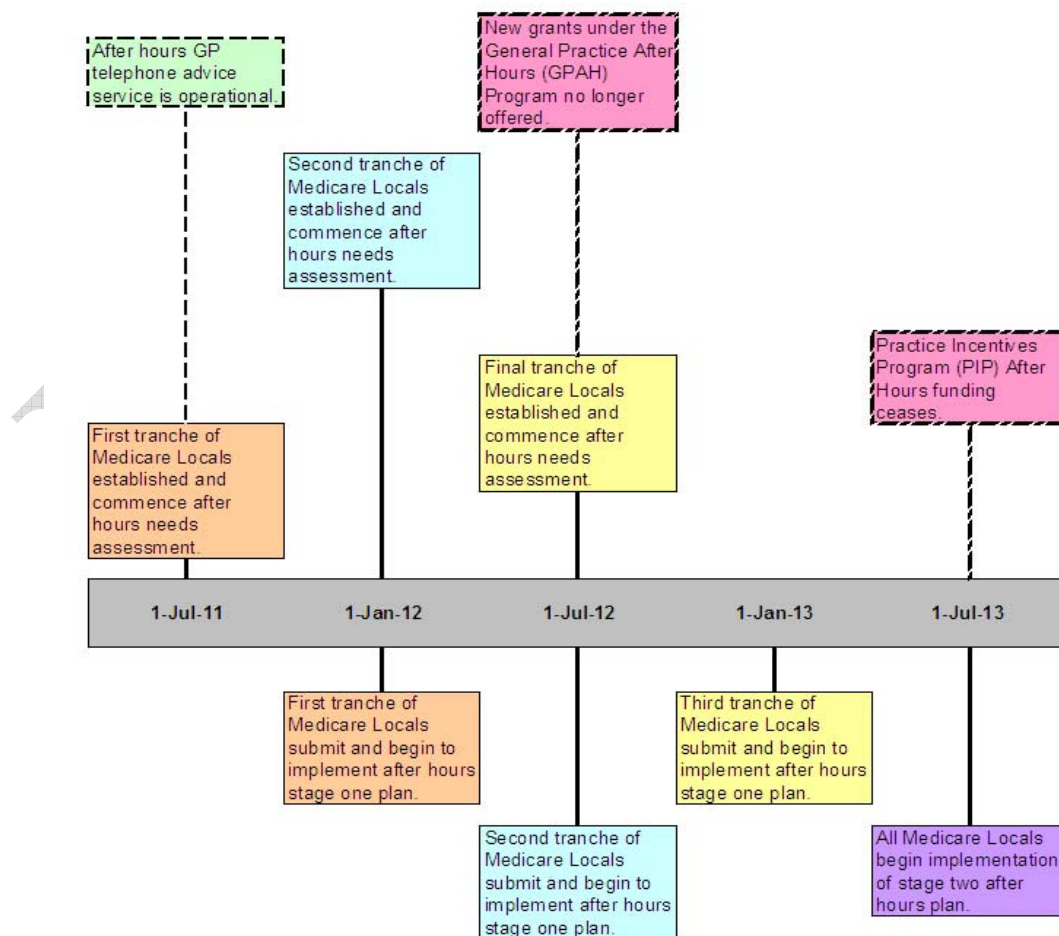 After hours GP
telephone advice
service is operational.
New grants under the
General Practice After
Hours (GPAH)
Program no longer
offered.
Second tranche of
Medicare Locals
established and
commence after
hours needs
assessment.
Practice Incentives
Program (PIP) After
Hours funding
ceases.
Final tranche of
Medicare Locals
established and
commence after
hours needs
assessment.
First tranche of
Medicare Locals
established and
commence after
hours needs
assessment.
1-Jul-11 1-Jan-12 1-Jul-12 1-Jan-13 1-Jul-13
First tranche of
Medicare Locals
submit and begin to
implement after hours
stage one plan.
Third tranche of
Medicare Locals
submit and begin to
implement after hours
stage one plan.
Second tranche of
Medicare Locals
submit and begin to
implement after hours
stage one plan.
All Medicare Locals
begin implementation
of stage two after
hours plan.